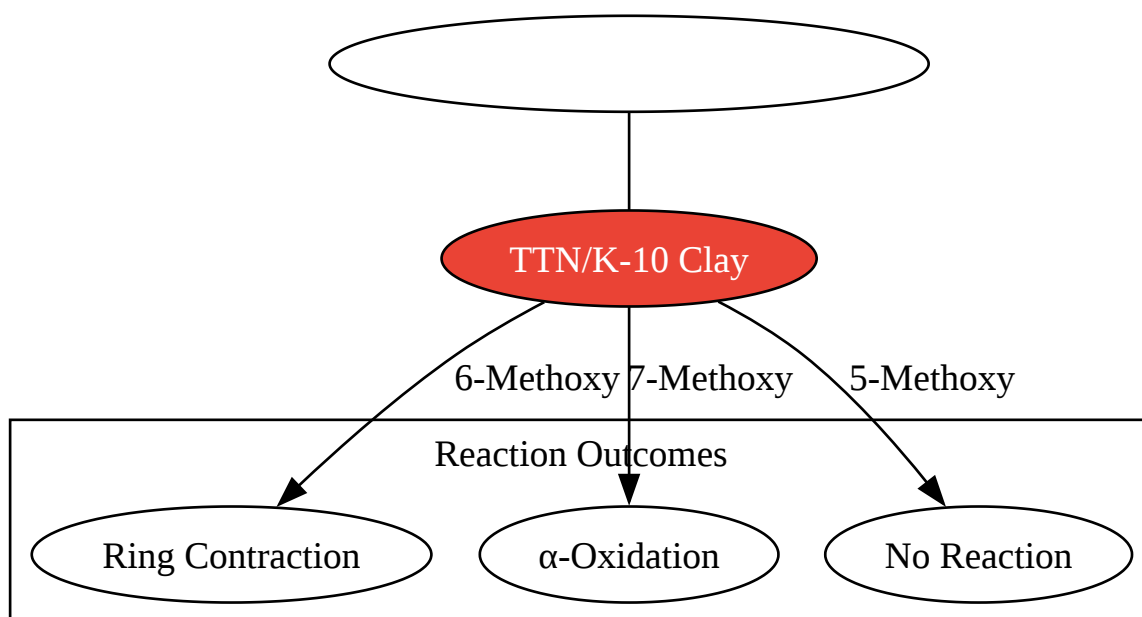 TTN/K-10 Clay
6-Methoxy
7-Methoxy
5-Methoxy
Reaction Outcomes
Ring Contraction
α-Oxidation
No Reaction